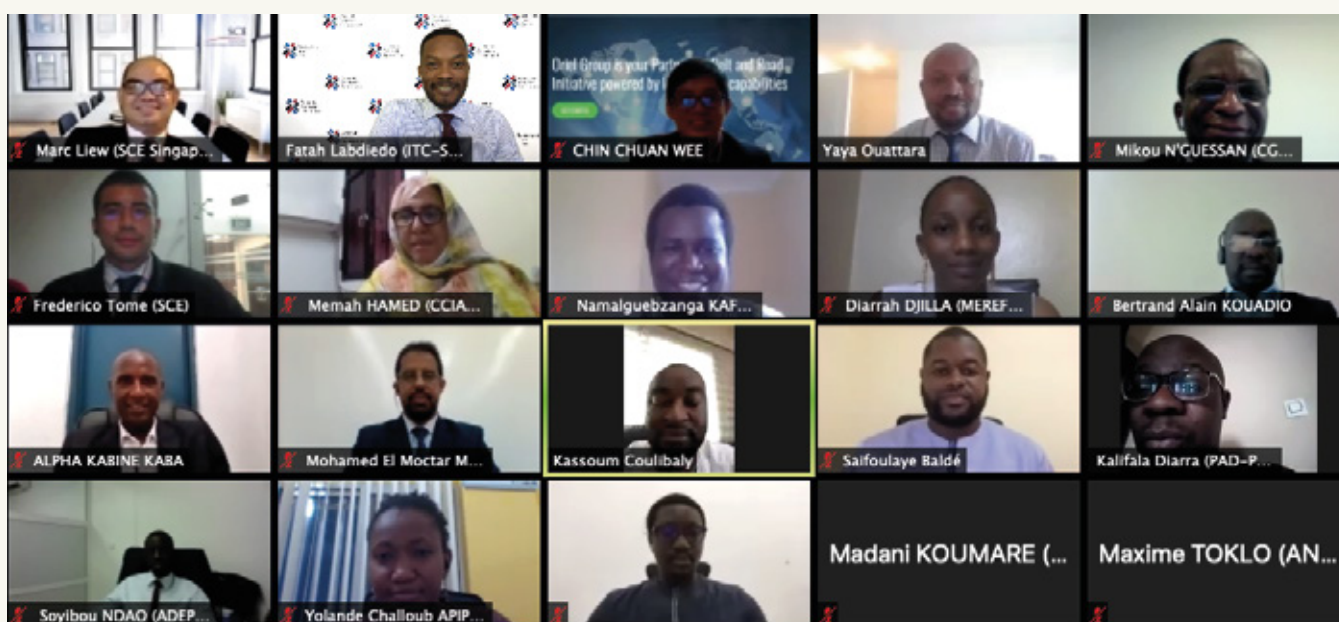 Marc Liew (SCE Singap...
Fatah Labdiedo (ITC-S...
Oriel Group is your Part
Belt and Road
Initiative powered by
capabilities
CHIN CHUAN WEE
Yaya Ouattara
Mikou N'GUESSAN (CG...
Frederico Tome (SCE)
Memah HAMED (CCIA...
Namalguebzanga KAF...
Diarrah DJILLA (MEREF...
Bertrand Alain KOUADIO
ALPHA KABINE KABA
Mohamed El Moctar M...
Kassoum Coulibaly
Saifoulaye Baldé
Kalifala Diarra (PAD-P...
Soyibou NDAO (ADEP...
Yolande Challoub APIP...
Madani KOUMARE (...
Maxime TOKLO (AN...